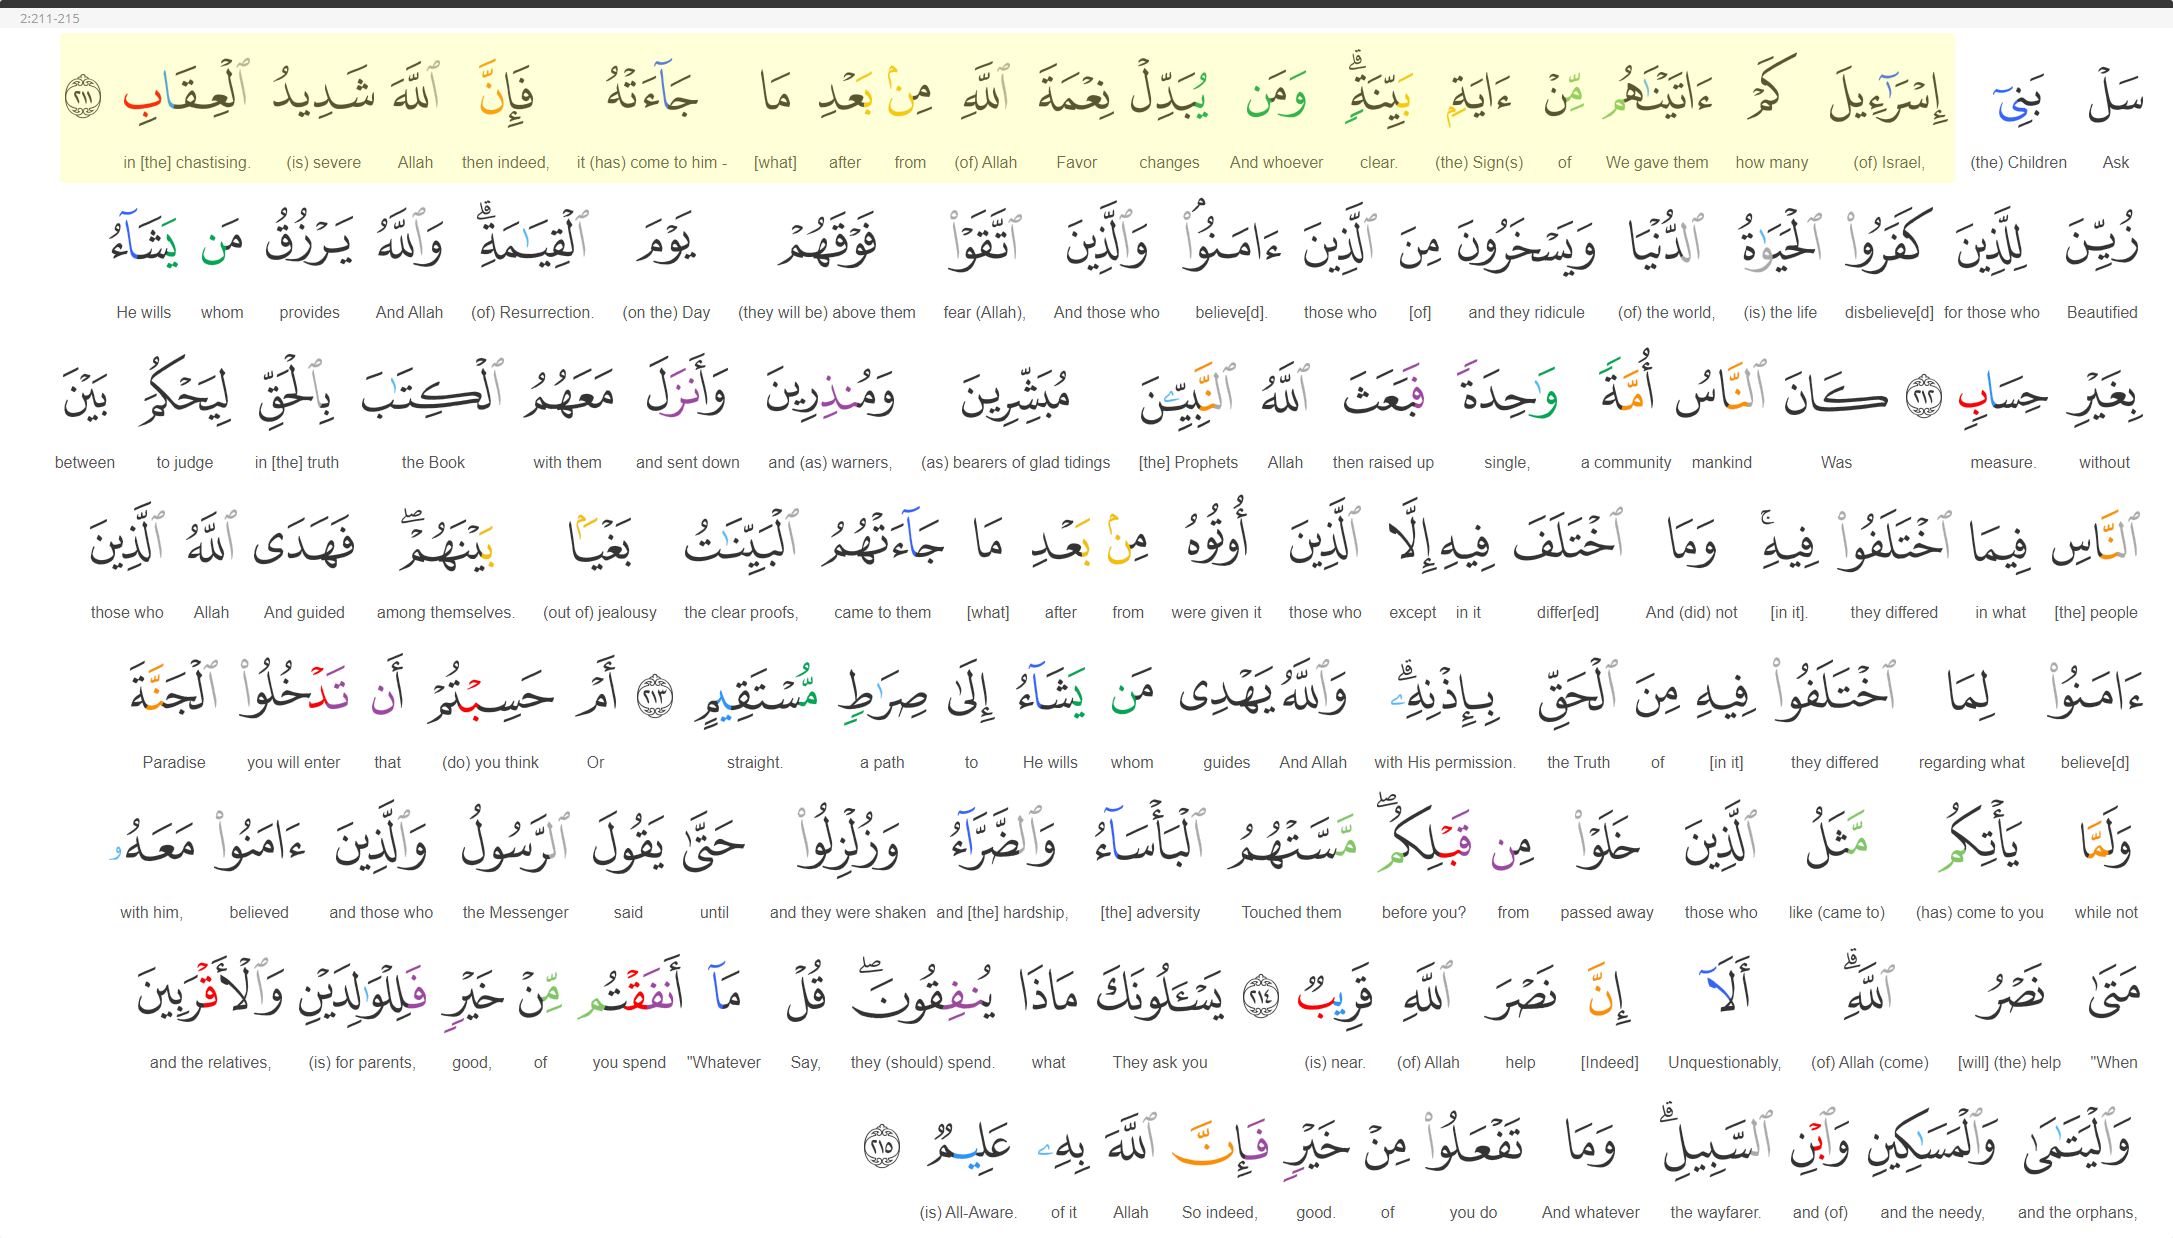 2:211-215
سَلْ بَنِىٓ إِسْرَٰٓءِيلَ كَمْ ءَاتَيْنَـٰهُم مِّنْ ءَايَةٍۭ بَيِّنَةٍ ۗ وَمَن يُبَدِّلْ نِعْمَةَ ٱللَّهِ مِنۢ بَعْدِ مَا جَآءَتْهُ فَإِنَّ ٱللَّهَ شَدِيدُ ٱلْعِقَابِ ٢١١
Ask (the) Children (of) Israel, how many We gave them of (the) Sign(s) clear. And whoever changes Favor (of) Allah from after [what] it (has) come to him - then indeed, Allah (is) severe in [the] chastising.
زُيِّنَ لِلَّذِينَ كَفَرُوا۟ ٱلْحَيَوٰةُ ٱلدُّنْيَا وَيَسْخَرُونَ مِنَ ٱلَّذِينَ ءَامَنُوا۟ ۘ وَٱلَّذِينَ ٱتَّقَوْا۟ فَوْقَهُمْ يَوْمَ ٱلْقِيَـٰمَةِ ۗ وَٱللَّهُ يَرْزُقُ مَن يَشَآءُ
Beautified for those who disbelieve[d] (is) the life (of) the world, and they ridicule [of] those who believe[d]. And those who fear (Allah), (they will be) above them (on the) Day (of) Resurrection. And Allah provides whom He wills
بِغَيْرِ حِسَابٍ ٢١٢ كَانَ ٱلنَّاسُ أُمَّةً وَٰحِدَةً فَبَعَثَ ٱللَّهُ ٱلنَّبِيِّـۧنَ مُبَشِّرِينَ وَمُنذِرِينَ وَأَنزَلَ مَعَهُمُ ٱلْكِتَـٰبَ بِٱلْحَقِّ لِيَحْكُمَ بَيْنَ
without measure. Was mankind a community single, then raised up Allah [the] Prophets (as) bearers of glad tidings and (as) warners, and sent down with them the Book in [the] truth to judge between
ٱلنَّاسِ فِيمَا ٱخْتَلَفُوا۟ فِيهِ ۚ وَمَا ٱخْتَلَفَ فِيهِ إِلَّا ٱلَّذِينَ أُوتُوهُ مِنۢ بَعْدِ مَا جَآءَتْهُمُ ٱلْبَيِّنَـٰتُ بَغْيًۢا بَيْنَهُمْ ۖ فَهَدَى ٱللَّهُ ٱلَّذِينَ
[the] people in what they differed [in it]. And (did) not differ[ed] in it except those who were given it from after [what] came to them the clear proofs, (out of) jealousy among themselves. And guided Allah those who
ءَامَنُوا۟ لِمَا ٱخْتَلَفُوا۟ فِيهِ مِنَ ٱلْحَقِّ بِإِذْنِهِۦ ۗ وَٱللَّهُ يَهْدِى مَن يَشَآءُ إِلَىٰ صِرَٰطٍ مُّسْتَقِيمٍ ٢١٣ أَمْ حَسِبْتُمْ أَن تَدْخُلُوا۟ ٱلْجَنَّةَ
believe[d] regarding what they differed [in it] of the Truth with His permission. And Allah guides whom He wills to a path straight. Or (do) you think that you will enter Paradise
وَلَمَّا يَأْتِكُم مَّثَلُ ٱلَّذِينَ خَلَوْا۟ مِن قَبْلِكُم ۖ مَّسَّتْهُمُ ٱلْبَأْسَآءُ وَٱلضَّرَّآءُ وَزُلْزِلُوا۟ حَتَّىٰ يَقُولَ ٱلرَّسُولُ وَٱلَّذِينَ ءَامَنُوا۟ مَعَهُۥ
while not (has) come to you like (came to) those who passed away from before you? Touched them [the] adversity and [the] hardship, and they were shaken until said the Messenger and those who believed with him,
مَتَىٰ نَصْرُ ٱللَّهِ ۗ أَلَآ إِنَّ نَصْرَ ٱللَّهِ قَرِيبٌ ٢١٤ يَسْـَٔلُونَكَ مَاذَا يُنفِقُونَ ۖ قُلْ مَآ أَنفَقْتُم مِّنْ خَيْرٍ فَلِلْوَٰلِدَيْنِ وَٱلْأَقْرَبِينَ
"When [will] (the) help (of) Allah (come) Unquestionably, [Indeed] help (of) Allah (is) near. They ask you what they (should) spend. Say, "Whatever you spend of good, (is) for parents, and the relatives,
وَٱلْيَتَـٰمَىٰ وَٱلْمَسَـٰكِينِ وَٱبْنِ ٱلسَّبِيلِ ۗ وَمَا تَفْعَلُوا۟ مِنْ خَيْرٍ فَإِنَّ ٱللَّهَ بِهِۦ عَلِيمٌ ٢١٥
and the orphans, and the needy, and (of) the wayfarer. And whatever you do of good. So indeed, Allah of it (is) All-Aware.